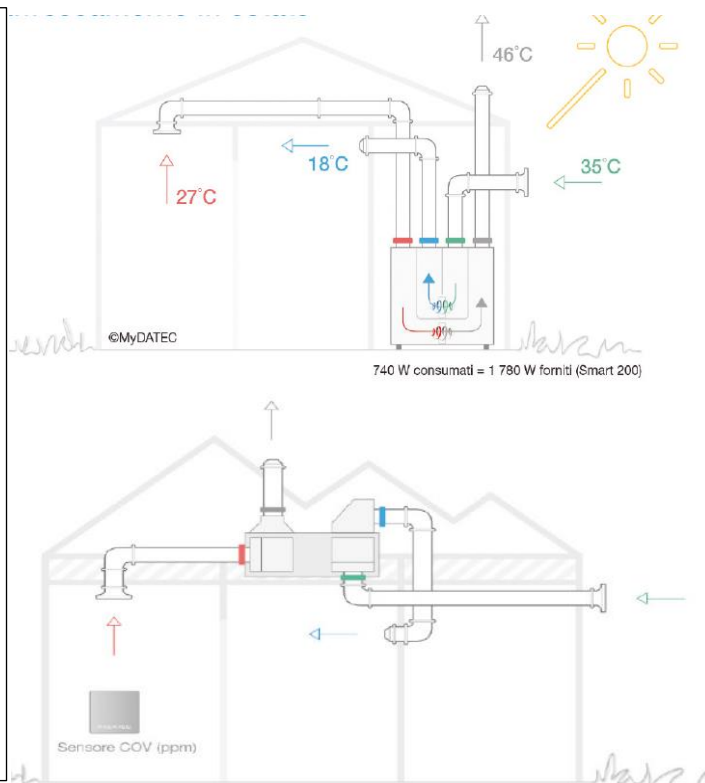 46°C
18°C
35°C
27°C
©MyDATEC
740 W consumati = 1 780 W forniti (Smart 200)
Sensore COV (ppm)